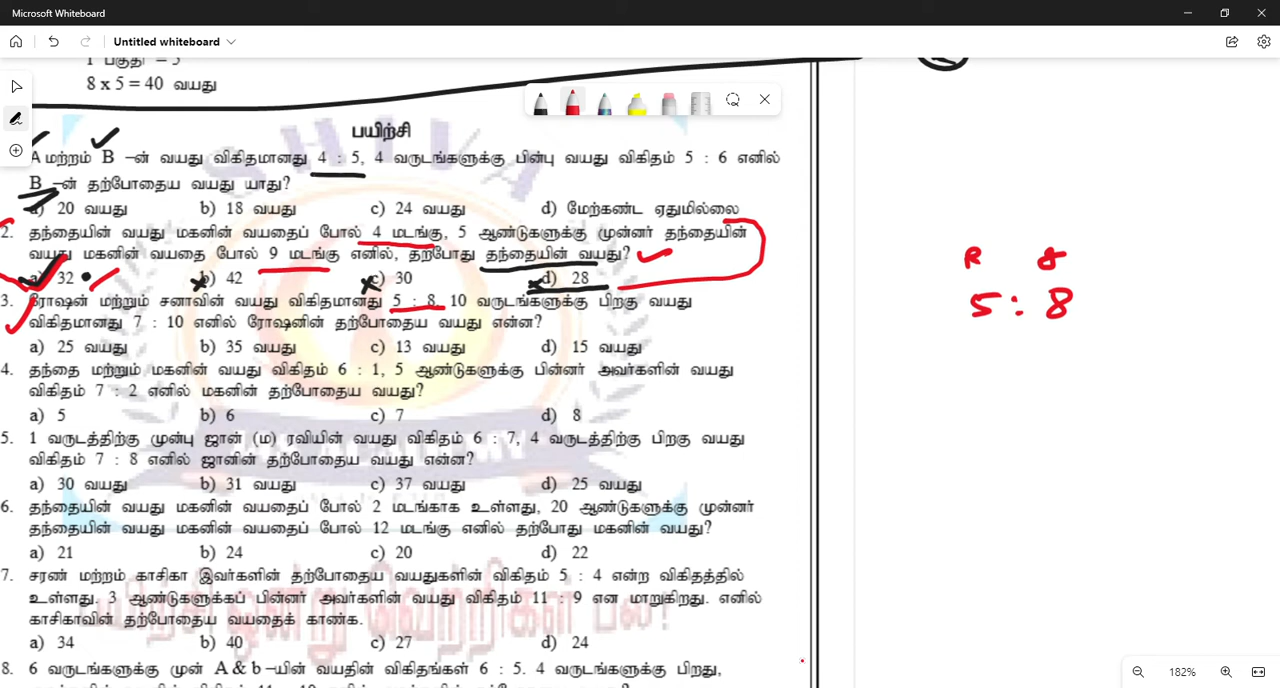 Microsoft Whiteboard
Untitled whiteboard
1 பகுதி = 5
8 x 5 = 40 வயது
பயிற்சி
A மற்றம் B -ன் வயது விகிதமானது 4 : 5, 4 வருடங்களுக்கு பின்பு வயது விகிதம் 5 : 6 எனில்
B -ன் தற்போதைய வயது யாது?
a) 20 வயது b) 18 வயது c) 24 வயது d) மேற்கண்ட ஏதுமில்லை
2. தந்தையின் வயது மகனின் வயதைப் போல் 4 மடங்கு, 5 ஆண்டுகளுக்கு முன்னர் தந்தையின்
வயது மகனின் வயதை போல் 9 மடங்கு எனில், தற்போது தந்தையின் வயது?
a) 32 b) 42 c) 30 d) 28
3. ரோஷன் மற்றும் சனாவின் வயது விகிதமானது 5 : 8, 10 வருடங்களுக்கு பிறகு வயது
விகிதமானது 7 : 10 எனில் ரோஷனின் தற்போதைய வயது என்ன?
a) 25 வயது b) 35 வயது c) 13 வயது d) 15 வயது
4. தந்தை மற்றும் மகனின் வயது விகிதம் 6 : 1, 5 ஆண்டுகளுக்கு பின்னர் அவர்களின் வயது
விகிதம் 7 : 2 எனில் மகனின் தற்போதைய வயது?
a) 5 b) 6 c) 7 d) 8
5. 1 வருடத்திற்கு முன்பு ஜான் (ம) ரவியின் வயது விகிதம் 6 : 7, 4 வருடத்திற்கு பிறகு வயது
விகிதம் 7 : 8 எனில் ஜானின் தற்போதைய வயது என்ன?
a) 30 வயது b) 31 வயது c) 37 வயது d) 25 வயது
6. தந்தையின் வயது மகனின் வயதைப் போல் 2 மடங்காக உள்ளது, 20 ஆண்டுகளுக்கு முன்னர்
தந்தையின் வயது மகனின் வயதைப் போல் 12 மடங்கு எனில் தற்போது மகனின் வயது?
a) 21 b) 24 c) 20 d) 22
7. சரண் மற்றம் காசிகா இவர்களின் தற்போதைய வயதுகளின் விகிதம் 5 : 4 என்ற விகிதத்தில்
உள்ளது. 3 ஆண்டுகளுக்கப் பின்னர் அவர்களின் வயது விகிதம் 11 : 9 என மாறுகிறது. எனில்
காசிகாவின் தற்போதைய வயதைக் காண்க.
a) 34 b) 40 c) 27 d) 24
8. 6 வருடங்களுக்கு முன் A & b -யின் வயதின் விகிதங்கள் 6 : 5. 4 வருடங்களுக்கு பிறது,
R 8
5 : 8
SHIVA
பயிற்சி ஒன்று வெற்றிகள் பல!
182%